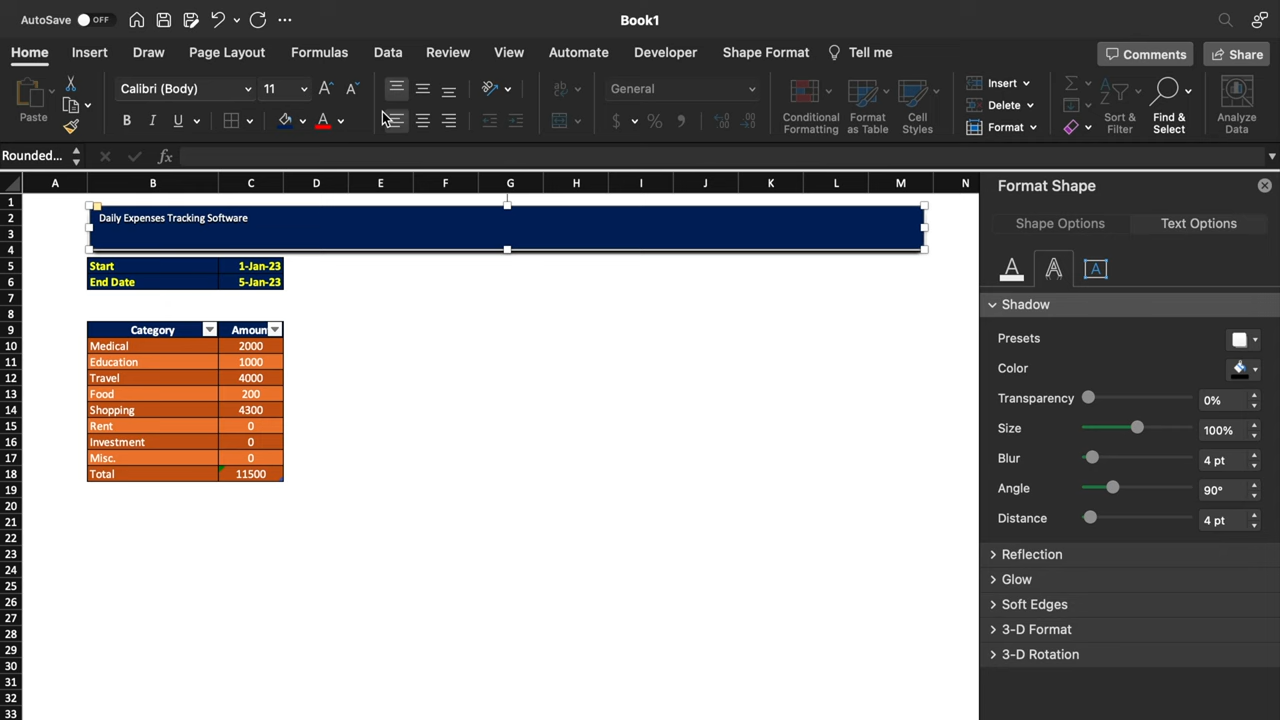 AutoSave OFF
Book1
Home Insert Draw Page Layout Formulas Data Review View Automate Developer Shape Format Tell me Comments Share
Paste
Calibri (Body) 11
B I U A
General
$ % 9
Conditional Formatting
Format as Table
Cell Styles
Insert
Delete
Format
Sort & Filter
Find & Select
Analyze Data
Rounded... fx
A B C D E F G H I J K L M N
1
2 Daily Expenses Tracking Software
3
4
5 Start 1-Jan-23
6 End Date 5-Jan-23
7
8
9 Category Amoun
10 Medical 2000
11 Education 1000
12 Travel 4000
13 Food 200
14 Shopping 4300
15 Rent 0
16 Investment 0
17 Misc. 0
18 Total 11500
19
20
21
22
23
24
25
26
27
28
29
30
31
32
33
Format Shape
Shape Options Text Options
Shadow
Presets
Color
Transparency 0%
Size 100%
Blur 4 pt
Angle 90°
Distance 4 pt
Reflection
Glow
Soft Edges
3-D Format
3-D Rotation